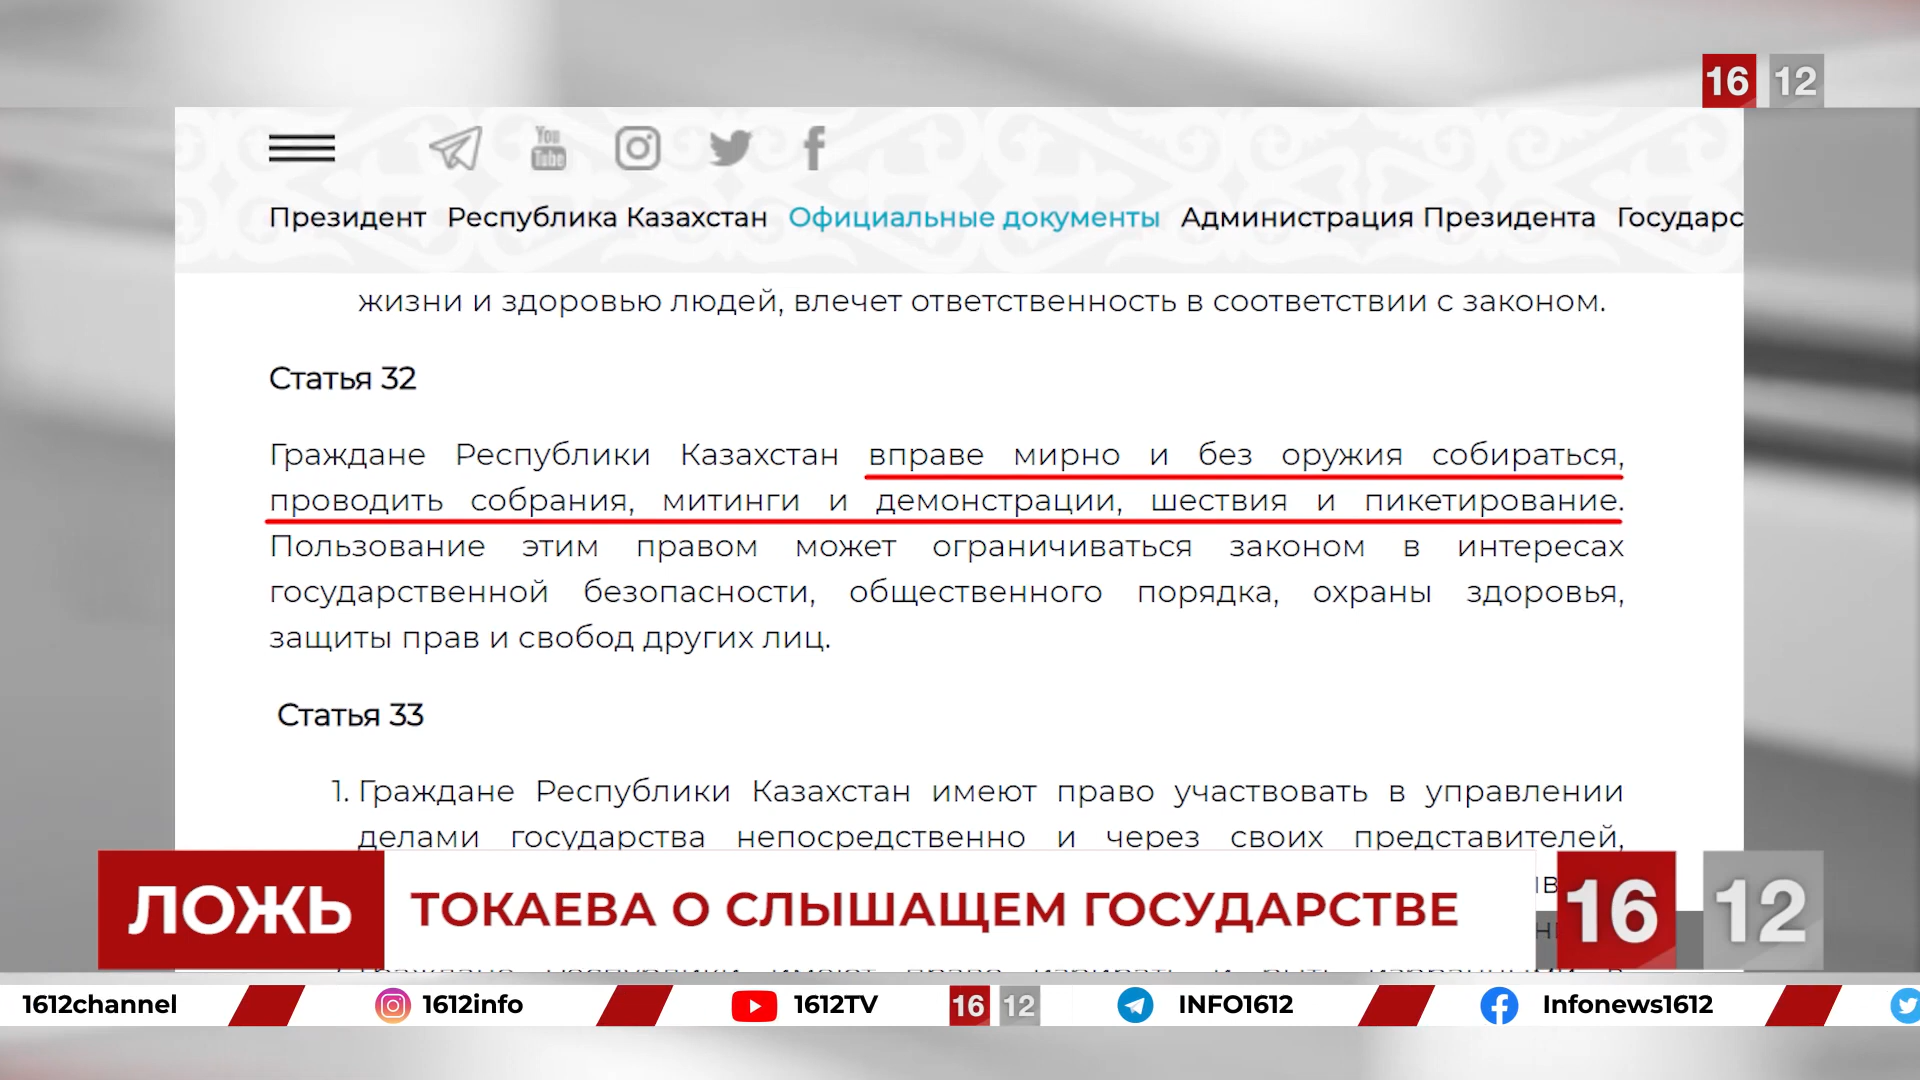 16 12
You
Tube
Президент Республика Казахстан Официальные документы Администрация Президента Государс
жизни и здоровью людей, влечет ответственность в соответствии с законом.
Статья 32
Граждане Республики Казахстан вправе мирно и без оружия собираться,
проводить собрания, митинги и демонстрации, шествия и пикетирование.
Пользование этим правом может ограничиваться законом в интересах
государственной безопасности, общественного порядка, охраны здоровья,
защиты прав и свобод других лиц.
Статья 33
1. Граждане Республики Казахстан имеют право участвовать в управлении
делами государства непосредственно и через своих представителей,
ЛОЖЬ ТОКАЕВА О СЛЫШАЩЕМ ГОСУДАРСТВЕ 16 12
1612channel 1612info 1612TV 16 12 INFO1612 Infonews1612